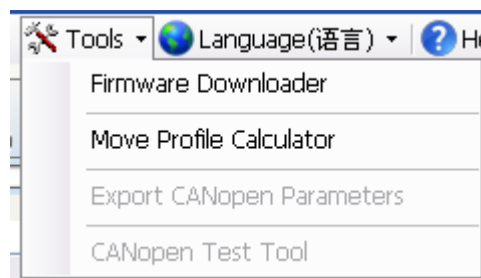 Tools Language(语言)
Firmware Downloader
Move Profile Calculator
Export CANopen Parameters
CANopen Test Tool